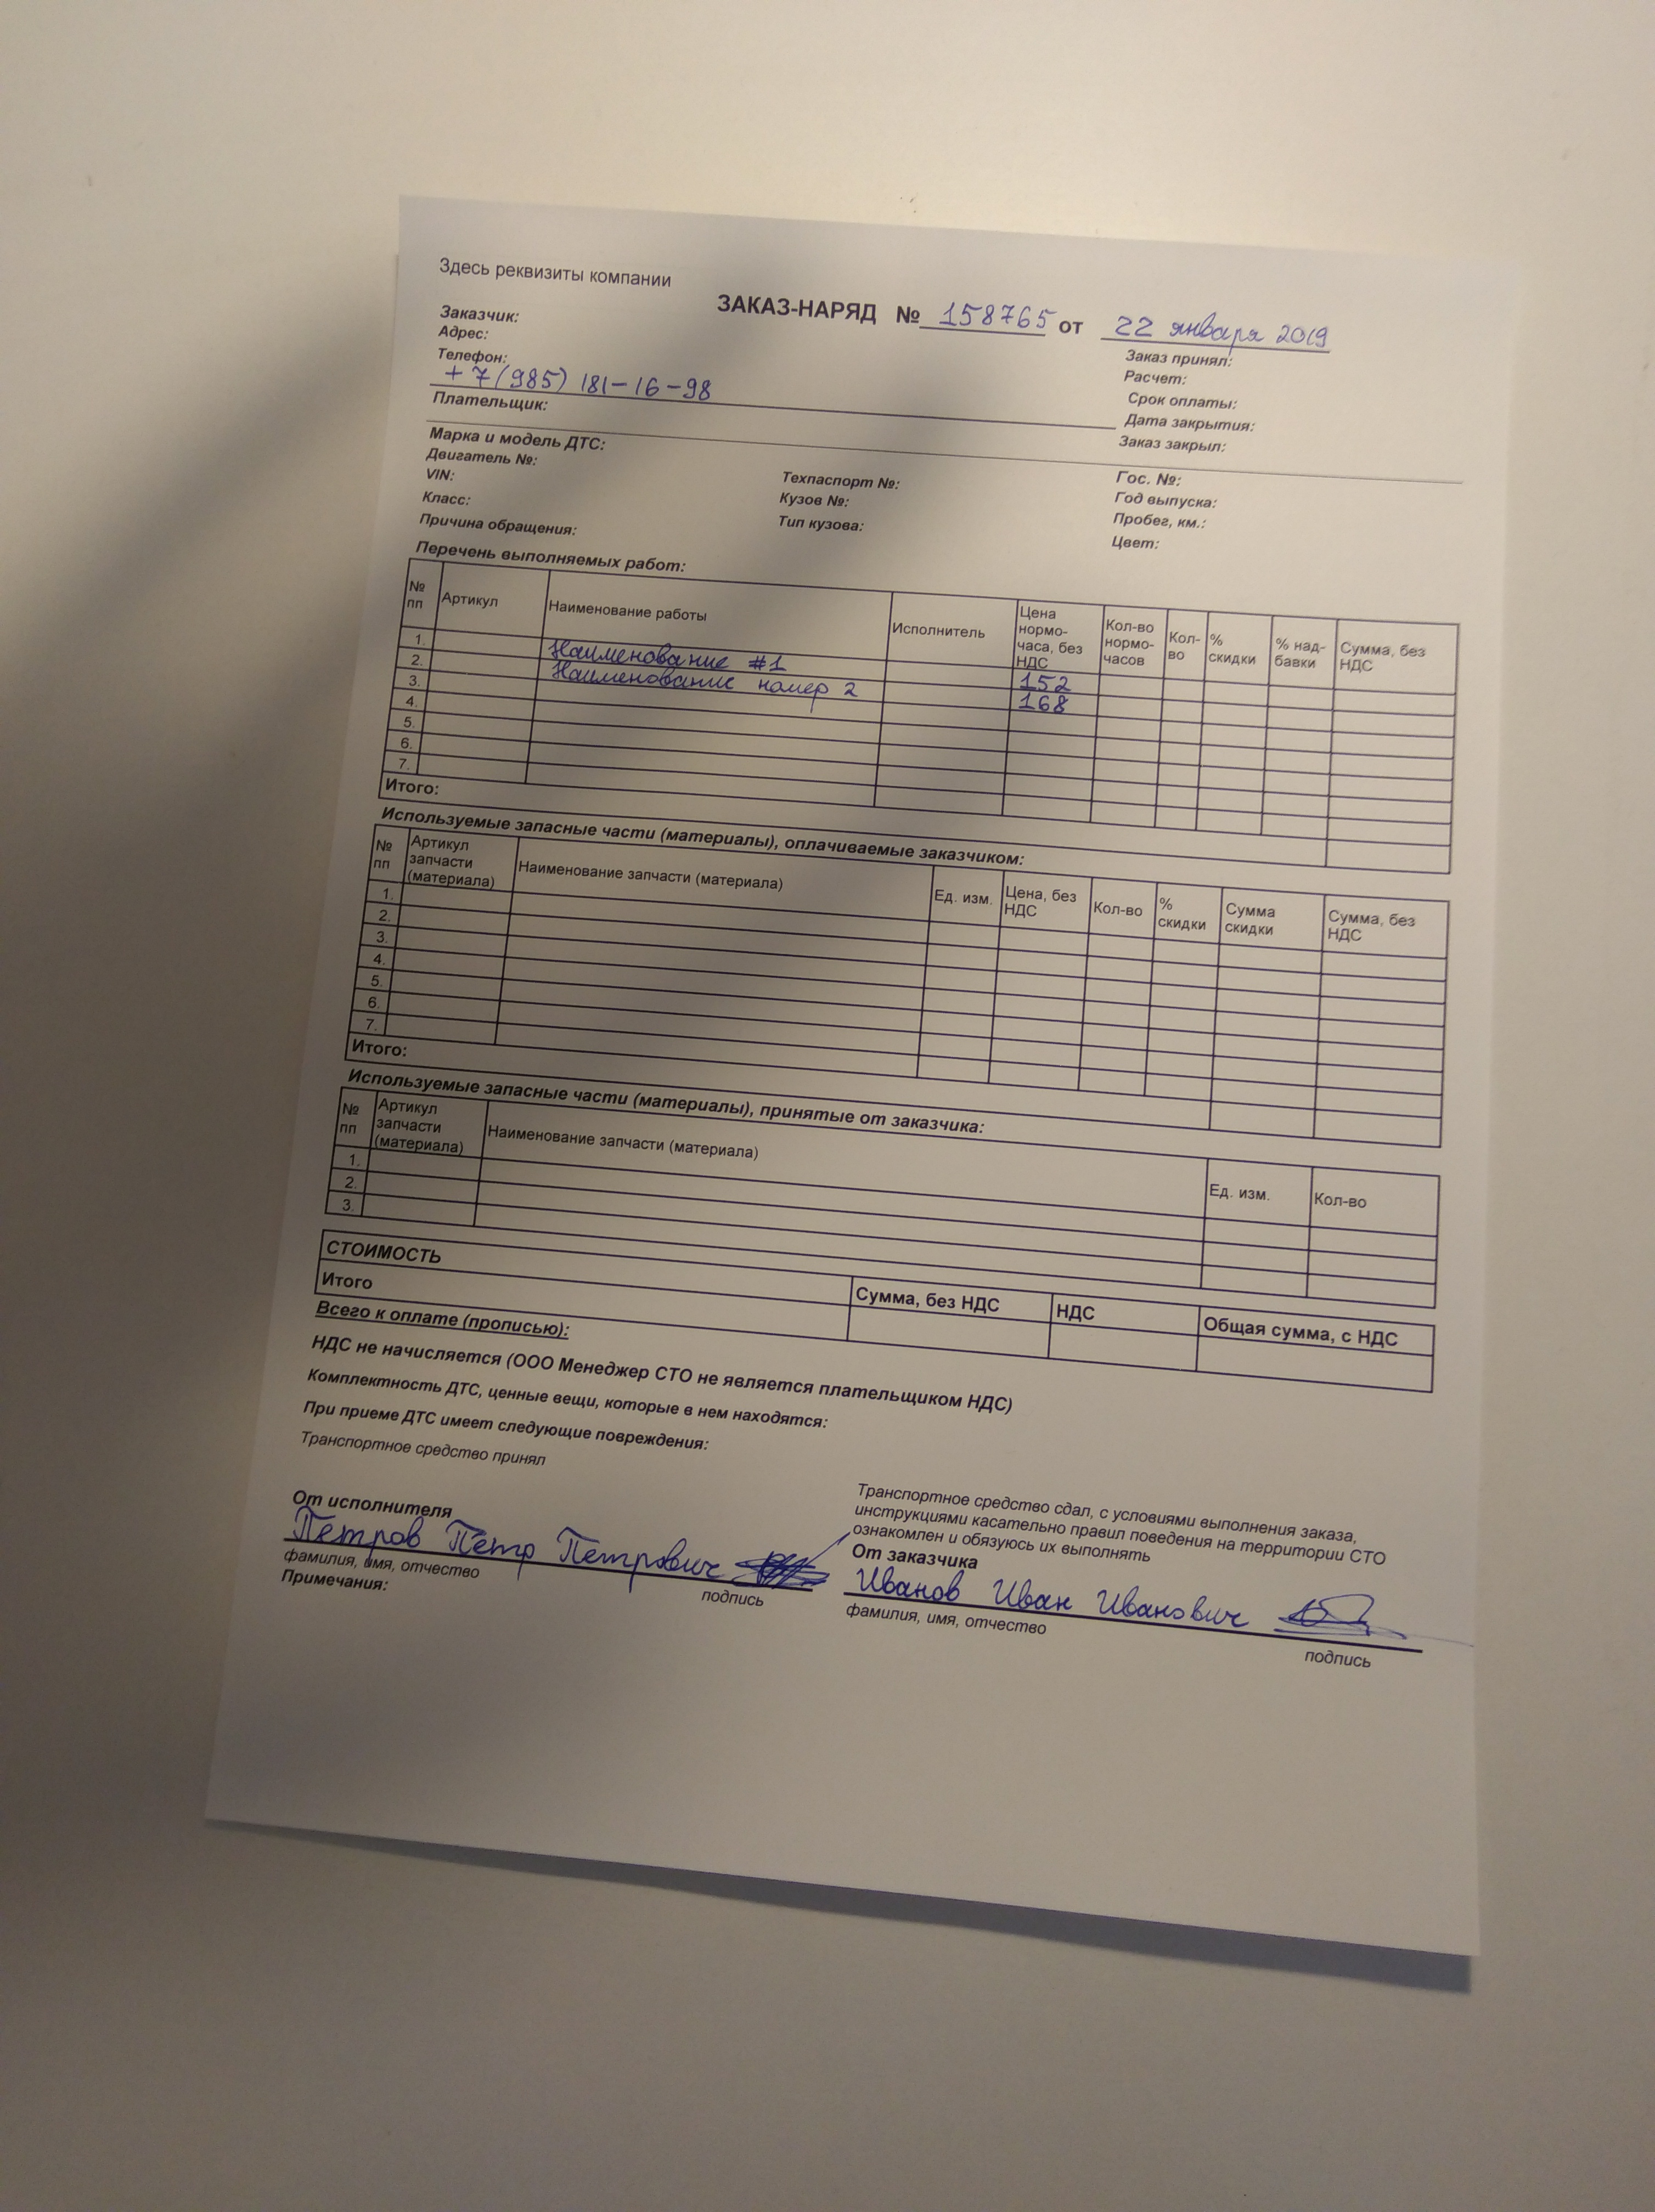 Здесь реквизиты компании
ЗАКАЗ-НАРЯД № 158765 от 22 января 2019
Заказчик:
Адрес:
Телефон:
+7(985) 181-16-98
Плательщик:
Заказ принял:
Расчет:
Срок оплаты:
Дата закрытия:
Заказ закрыл:
Марка и модель ДТС:
Двигатель №:
VIN:
Класс:
Причина обращения:
Техпаспорт №:
Кузов №:
Тип кузова:
Гос. №:
Год выпуска:
Пробег, км.:
Цвет:
Перечень выполняемых работ:
№ пп Артикул Наименование работы Исполнитель Цена нормо-часа, без НДС Кол-во нормо-часов Кол-во % скидки % над-бавки Сумма, без НДС
1. Наименование #1 152
2. Наименование номер 2 168
3.
4.
5.
6.
7.
Итого:
Используемые запасные части (материалы), оплачиваемые заказчиком:
№ пп Артикул запчасти (материала) Наименование запчасти (материала) Ед. изм. Цена, без НДС Кол-во % скидки Сумма скидки Сумма, без НДС
1.
2.
3.
4.
5.
6.
7.
Итого:
Используемые запасные части (материалы), принятые от заказчика:
№ пп Артикул запчасти (материала) Наименование запчасти (материала) Ед. изм. Кол-во
1.
2.
3.
СТОИМОСТЬ Сумма, без НДС НДС Общая сумма, с НДС
Итого
Всего к оплате (прописью):
НДС не начисляется (ООО Менеджер СТО не является плательщиком НДС)
Комплектность ДТС, ценные вещи, которые в нем находятся:
При приеме ДТС имеет следующие повреждения:
Транспортное средство принял
От исполнителя
Петров Петр Петрович
фамилия, имя, отчество подпись
Примечания:
Транспортное средство сдал, с условиями выполнения заказа,
инструкциями касательно правил поведения на территории СТО
ознакомлен и обязуюсь их выполнять
От заказчика
Иванов Иван Иванович
фамилия, имя, отчество
подпись